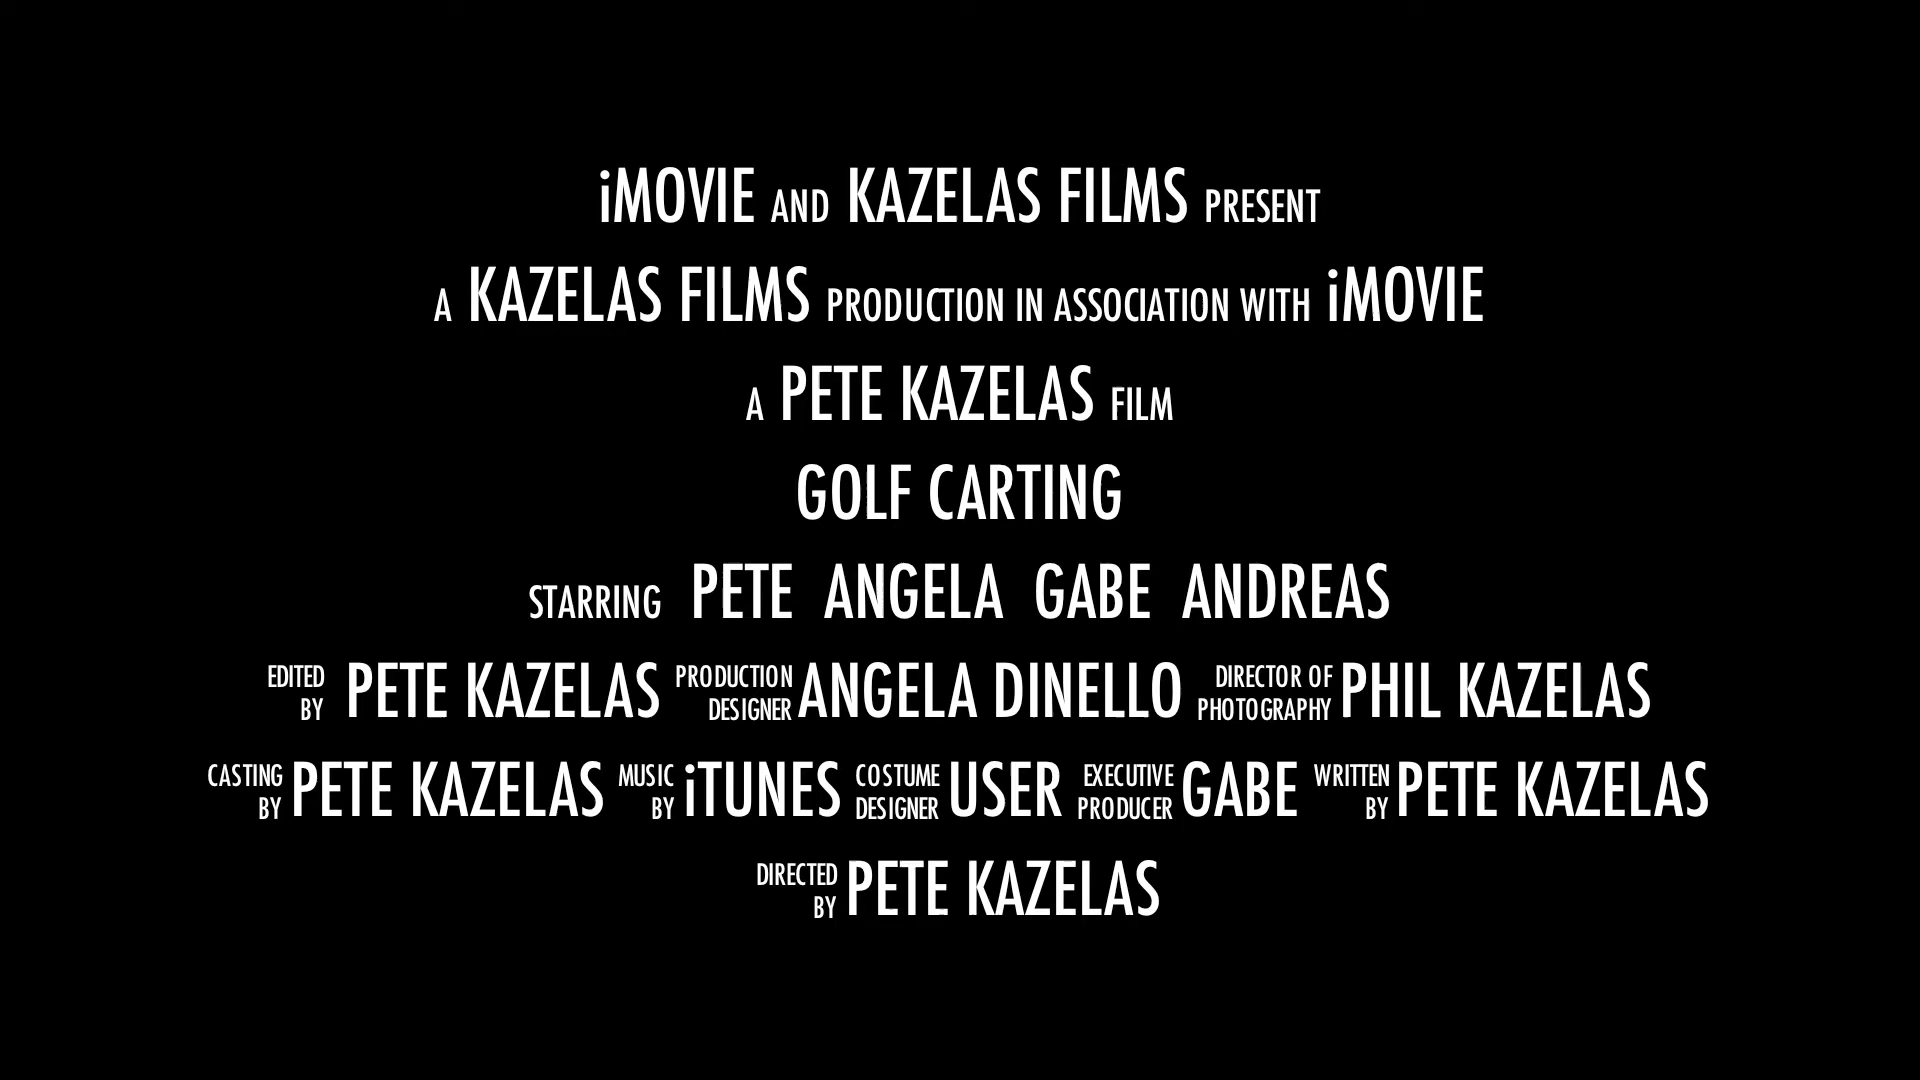 iMOVIE AND KAZELAS FILMS PRESENT
A KAZELAS FILMS PRODUCTION IN ASSOCIATION WITH iMOVIE
A PETE KAZELAS FILM
GOLF CARTING
STARRING PETE ANGELA GABE ANDREAS
EDITED BY PETE KAZELAS PRODUCTION DESIGNER ANGELA DINELLO DIRECTOR OF PHOTOGRAPHY PHIL KAZELAS
CASTING BY PETE KAZELAS MUSIC BY iTUNES COSTUME DESIGNER USER EXECUTIVE PRODUCER GABE WRITTEN BY PETE KAZELAS
DIRECTED BY PETE KAZELAS